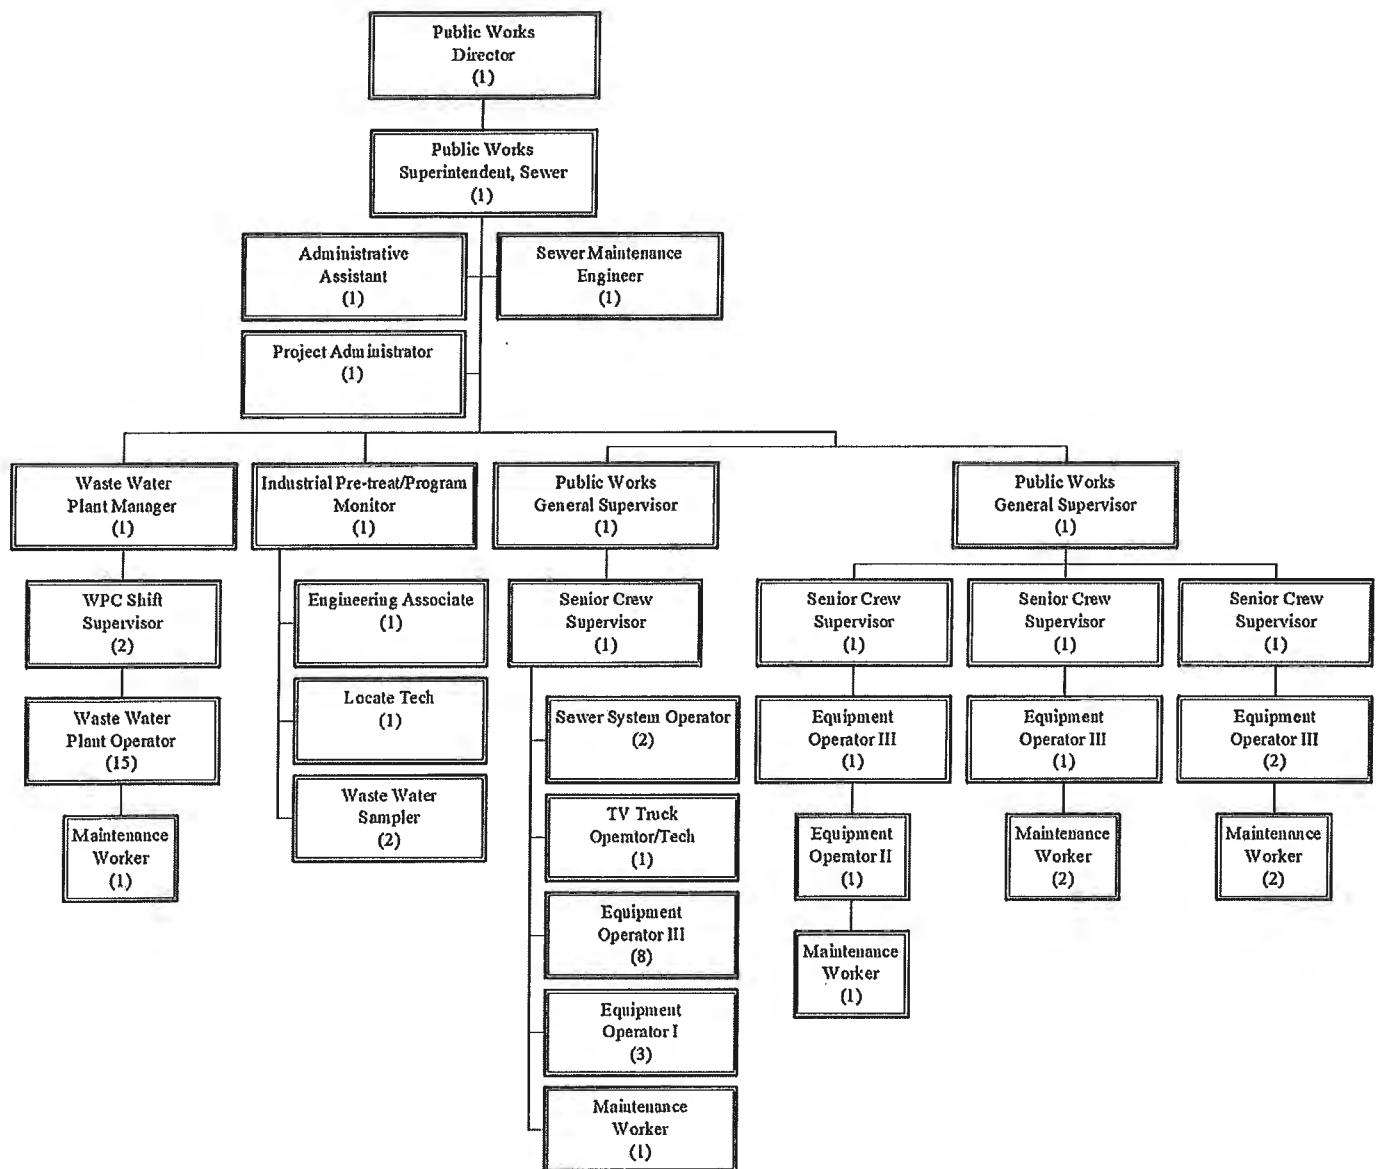 Public Works
Director
(1)
Public Works
Superintendent, Sewer
(1)
Administrative
Assistant
(1)
Sewer Maintenance
Engineer
(1)
Project Administrator
(1)
Waste Water
Plant Manager
(1)
Industrial Pre-treat/Program
Monitor
(1)
Public Works
General Supervisor
(1)
Public Works
General Supervisor
(1)
WPC Shift
Supervisor
(2)
Waste Water
Plant Operator
(15)
Maintenance
Worker
(1)
Engineering Associate
(1)
Locate Tech
(1)
Waste Water
Sampler
(2)
Senior Crew
Supervisor
(1)
Sewer System Operator
(2)
TV Truck
Operator/Tech
(1)
Equipment
Operator III
(8)
Equipment
Operator I
(3)
Maintenance
Worker
(1)
Senior Crew
Supervisor
(1)
Equipment
Operator III
(1)
Equipment
Operator II
(1)
Maintenance
Worker
(1)
Senior Crew
Supervisor
(1)
Equipment
Operator III
(1)
Maintenance
Worker
(2)
Senior Crew
Supervisor
(1)
Equipment
Operator III
(2)
Maintenance
Worker
(2)